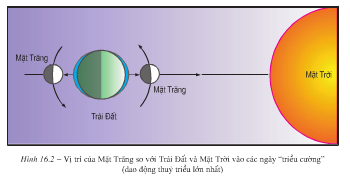 Mặt Trăng
Mặt Trăng
Trái Đất
Mặt Trời
Hình 16.2 – Vị trí của Mặt Trăng so với Trái Đất và Mặt Trời vào các ngày “triều cường”
(dao động thuỷ triều lớn nhất)